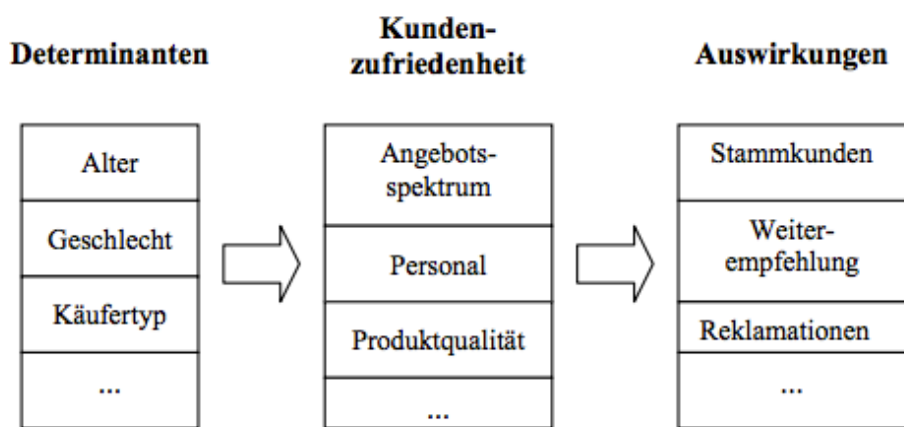 Determinanten
Alter
Geschlecht
Käufertyp
...
Kunden-
zufriedenheit
Angebots-
spektrum
Personal
Produktqualität
...
Auswirkungen
Stammkunden
Weiter-
empfehlung
Reklamationen
...